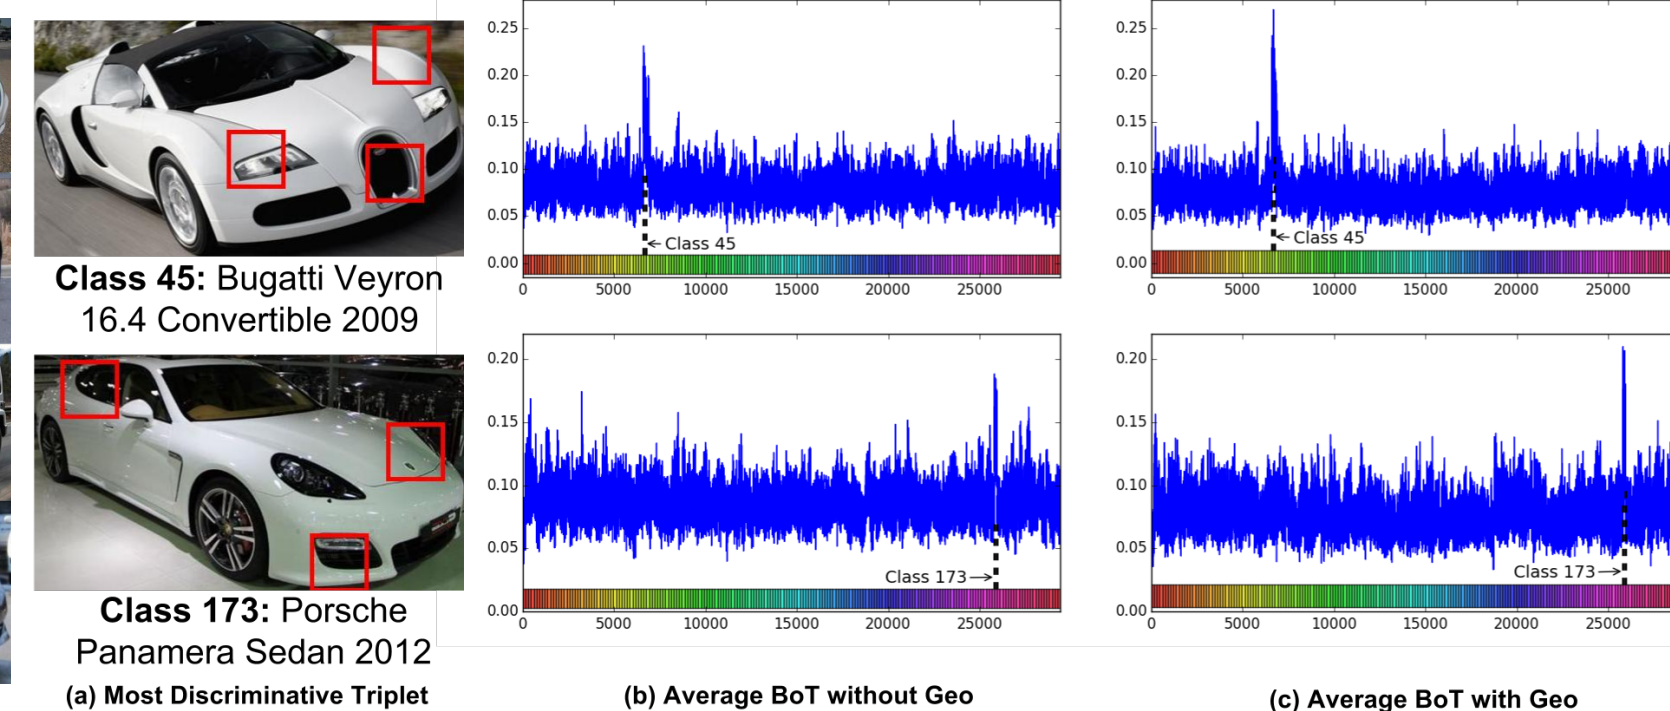 Class 45: Bugatti Veyron
16.4 Convertible 2009
Class 173: Porsche
Panamera Sedan 2012
(a) Most Discriminative Triplet
0.25
0.20
0.15
0.10
0.05
0.00
Class 45
0 5000 10000 15000 20000 25000
0.20
0.15
0.10
0.05
0.00
Class 173
0 5000 10000 15000 20000 25000
(b) Average BoT without Geo
0.25
0.20
0.15
0.10
0.05
0.00
Class 45
0 5000 10000 15000 20000 25000
0.20
0.15
0.10
0.05
0.00
Class 173
0 5000 10000 15000 20000 25000
(c) Average BoT with Geo